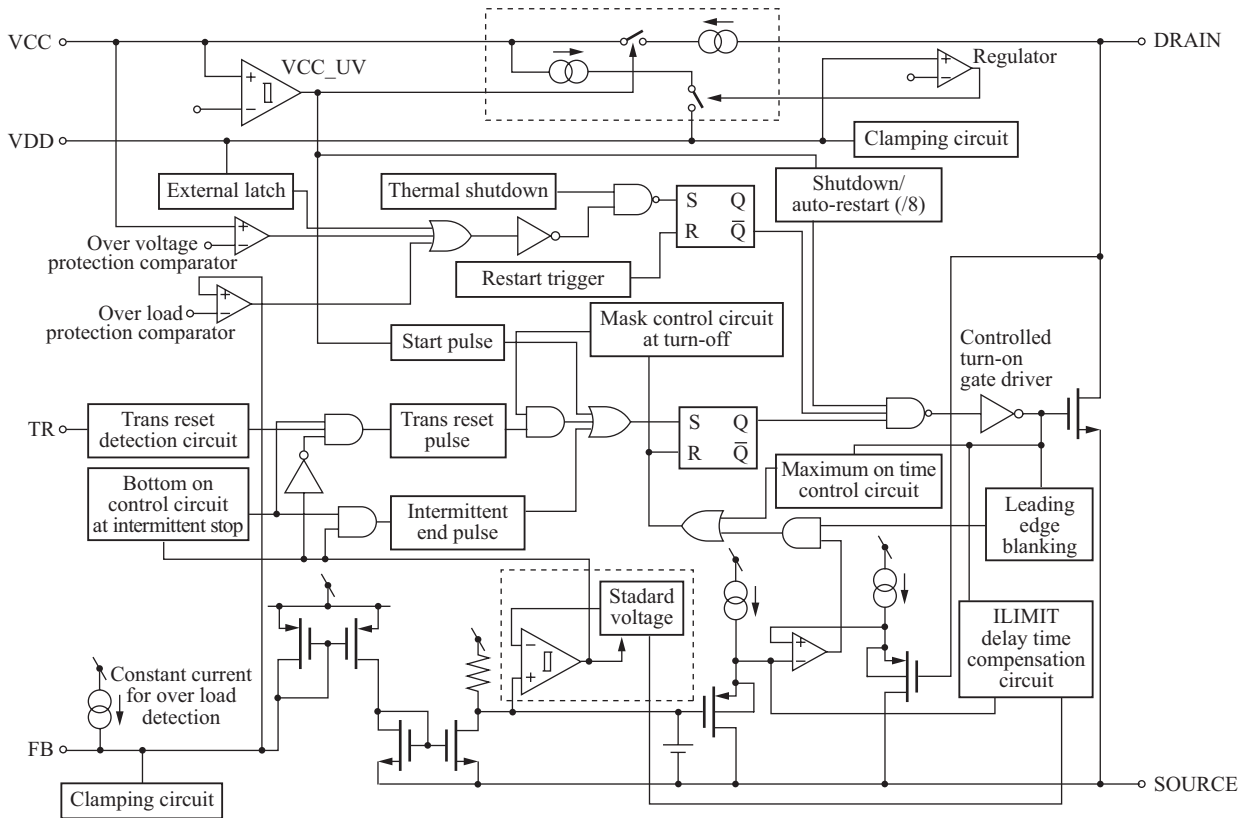 VCC
DRAIN
VCC_UV
+
−
Regulator
+
−
VDD
Clamping circuit
External latch
Thermal shutdown
Shutdown/
auto-restart (/8)
S Q
R Q̅
+
−
Over voltage
protection comparator
Restart trigger
+
−
Over load
protection comparator
Mask control circuit
at turn-off
Start pulse
Controlled
turn-on
gate driver
TR
Trans reset
detection circuit
Trans reset
pulse
S Q
R Q̅
Maximum on time
control circuit
Bottom on
control circuit
at intermittent stop
Intermittent
end pulse
Leading
edge
blanking
Stadard
voltage
−
+
+
−
ILIMIT
delay time
compensation
circuit
Constant current
for over load
detection
FB
Clamping circuit
SOURCE